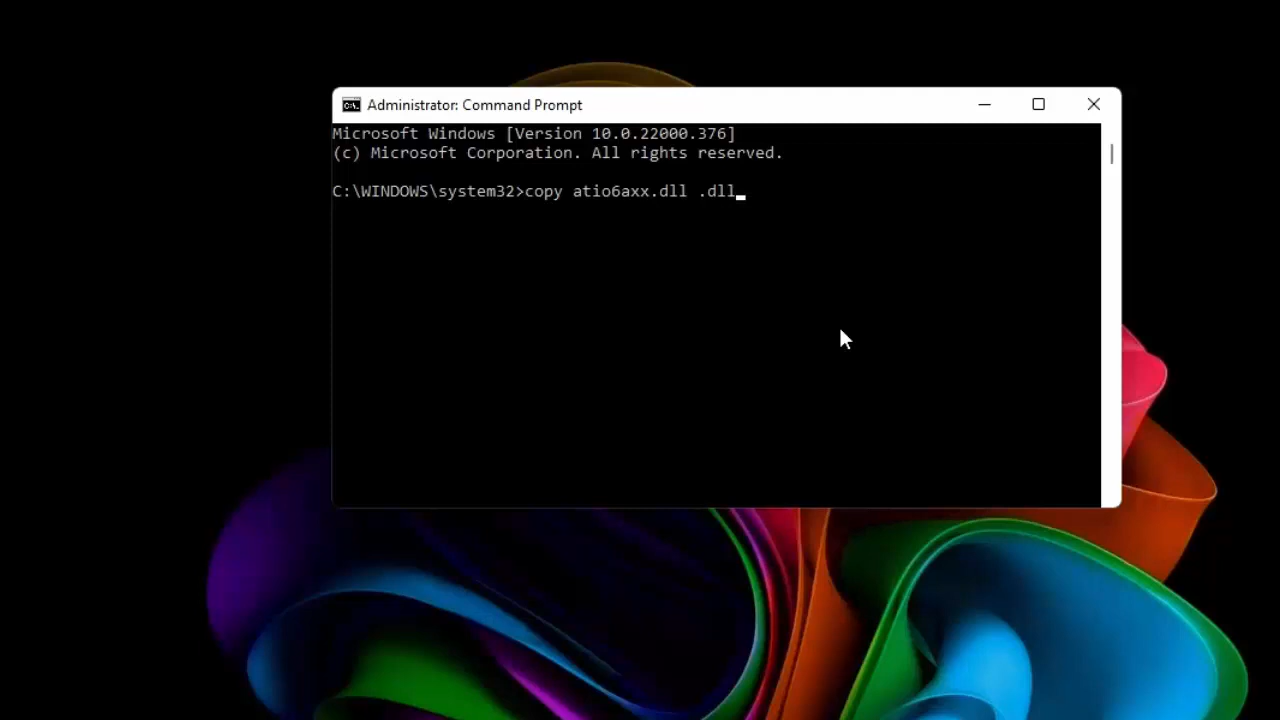 Administrator: Command Prompt
Microsoft Windows [Version 10.0.22000.376]
(c) Microsoft Corporation. All rights reserved.
C:\WINDOWS\system32>copy atio6axx.dll .dll